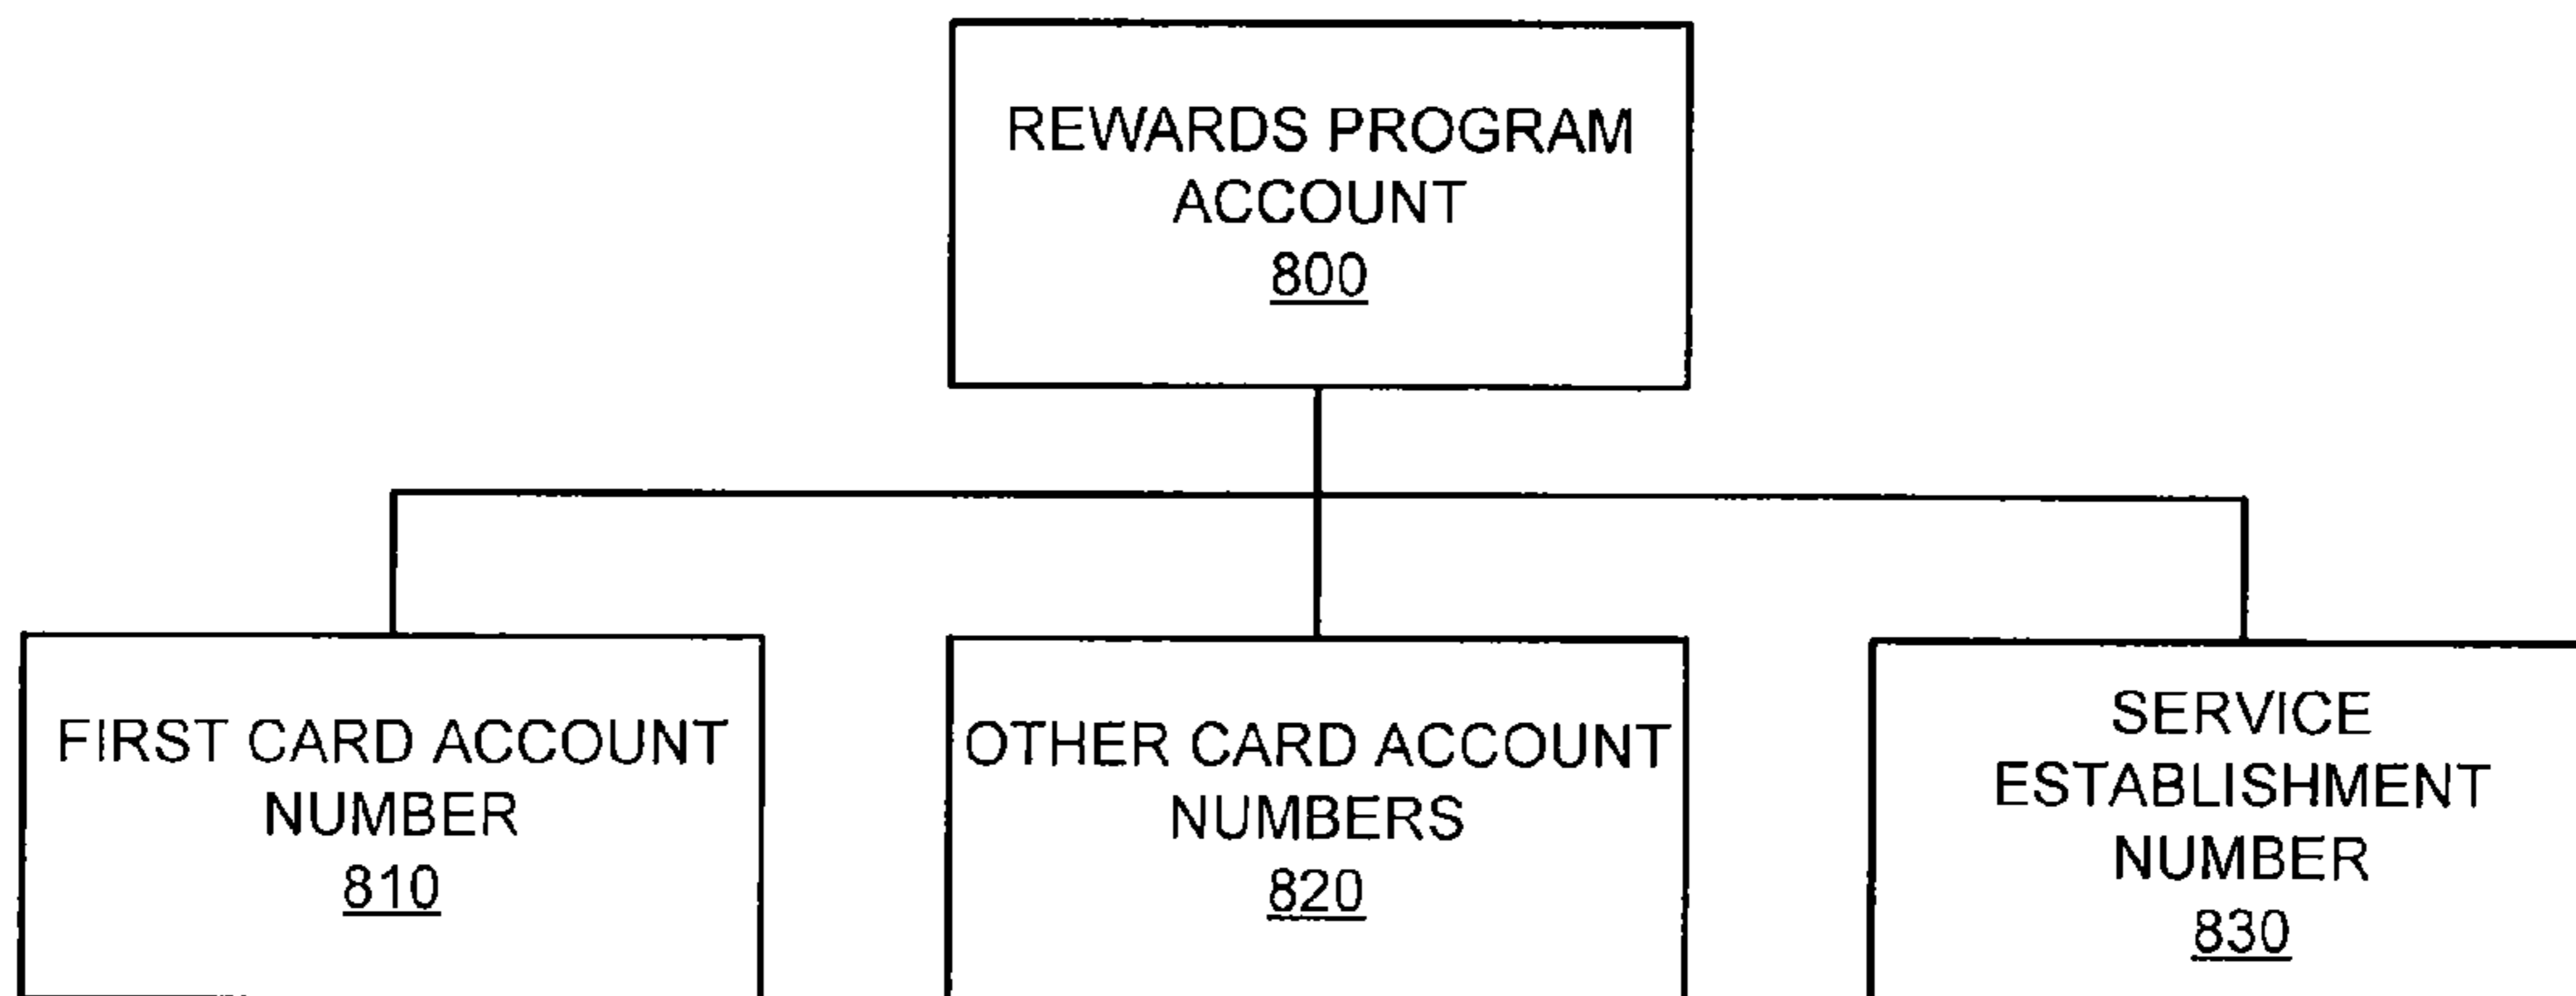 REWARDS PROGRAM
ACCOUNT
800
FIRST CARD ACCOUNT
NUMBER
810
OTHER CARD ACCOUNT
NUMBERS
820
SERVICE
ESTABLISHMENT
NUMBER
830